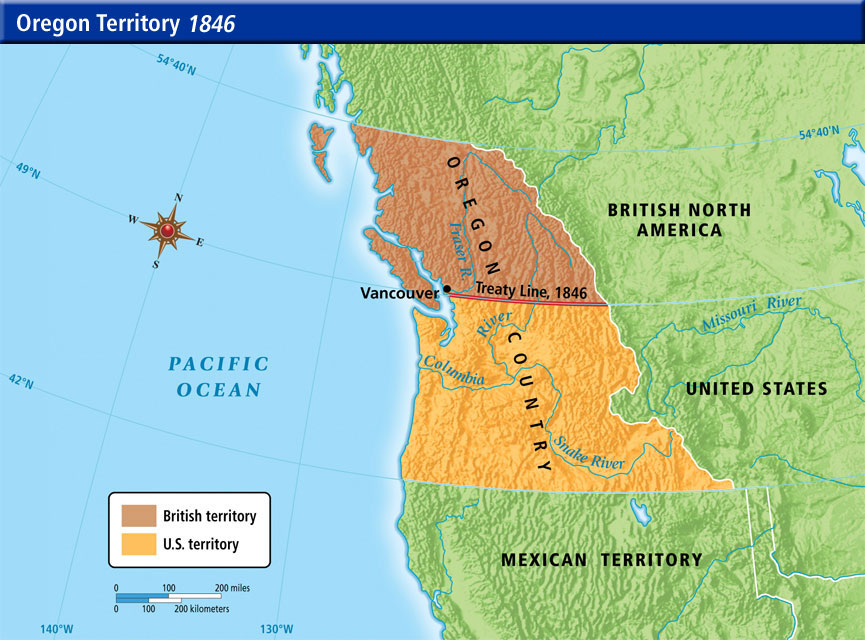 Oregon Territory 1846
54°40'N
54°40'N
49°N
N
W
E
S
OREGON
BRITISH NORTH
AMERICA
Fraser R.
Vancouver
Treaty Line, 1846
Missouri River
River
COUNTRY
PACIFIC
OCEAN
Columbia
42°N
UNITED STATES
Snake River
British territory
U.S. territory
MEXICAN TERRITORY
0 100 200 miles
0 100 200 kilometers
140°W
130°W